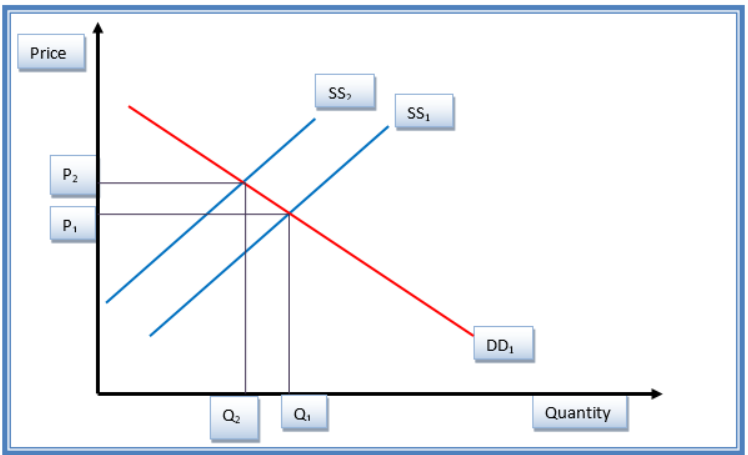 Price
SS₂
SS₁
P₂
P₁
DD₁
Q₂
Q₁
Quantity